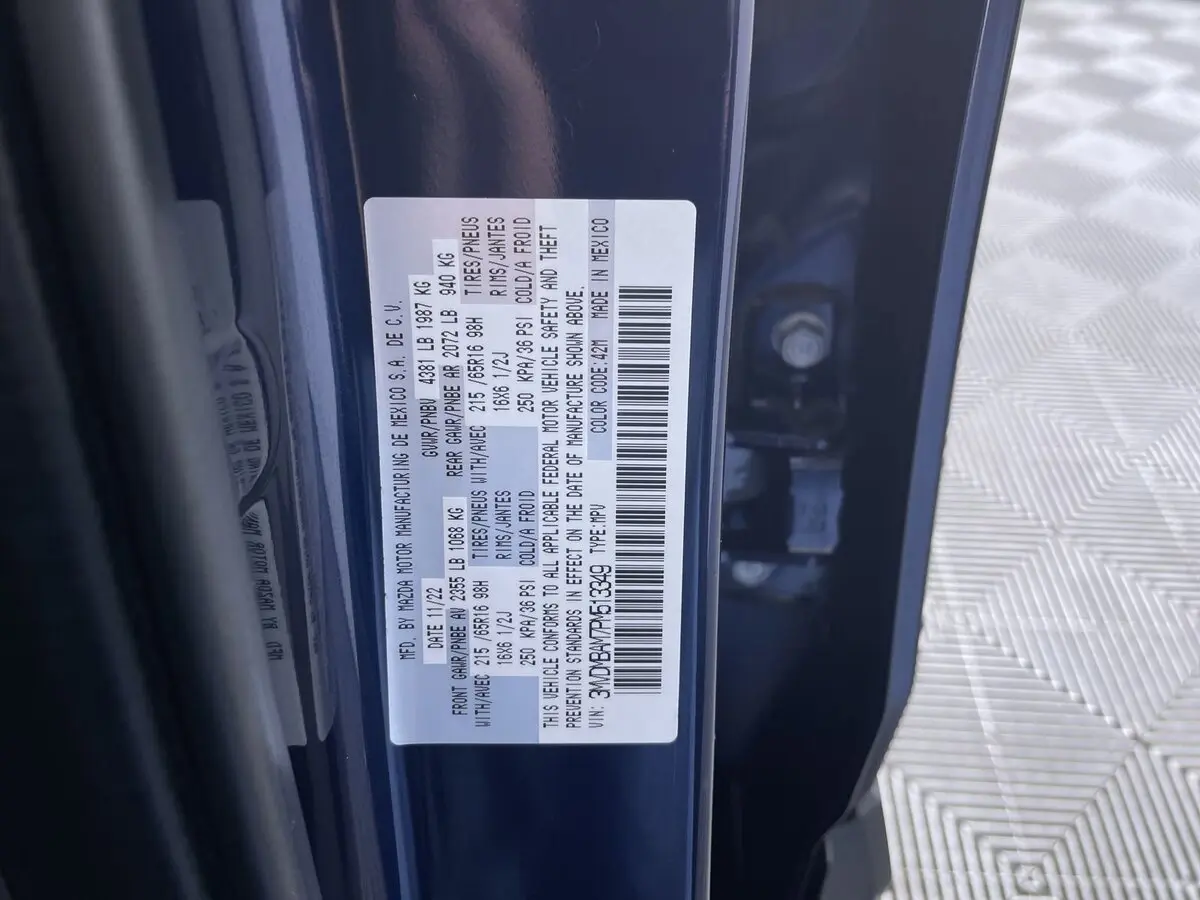 MFD. BY MAZDA MOTOR MANUFACTURING DE MEXICO S.A. DE C.V.
DATE 11/22 GVWR/PNBV 4381 LB 1987 KG
FRONT GAWR/PNBE AV 2355 LB 1068 KG REAR GAWR/PNBE AR 2072 LB 940 KG
WITH/AVEC 215 /65R16 98H TIRES/PNEUS WITH/AVEC 215 /65R16 98H TIRES/PNEUS
16X6 1/2J RIMS/JANTES 16X6 1/2J RIMS/JANTES
250 KPA/36 PSI COLD/A FROID 250 KPA/36 PSI COLD/A FROID
THIS VEHICLE CONFORMS TO ALL APPLICABLE FEDERAL MOTOR VEHICLE SAFETY AND THEFT
PREVENTION STANDARDS IN EFFECT ON THE DATE OF MANUFACTURE SHOWN ABOVE.
VIN: 3MVDMBAM7PM513349 TYPE:MPV COLOR CODE:42M MADE IN MEXICO